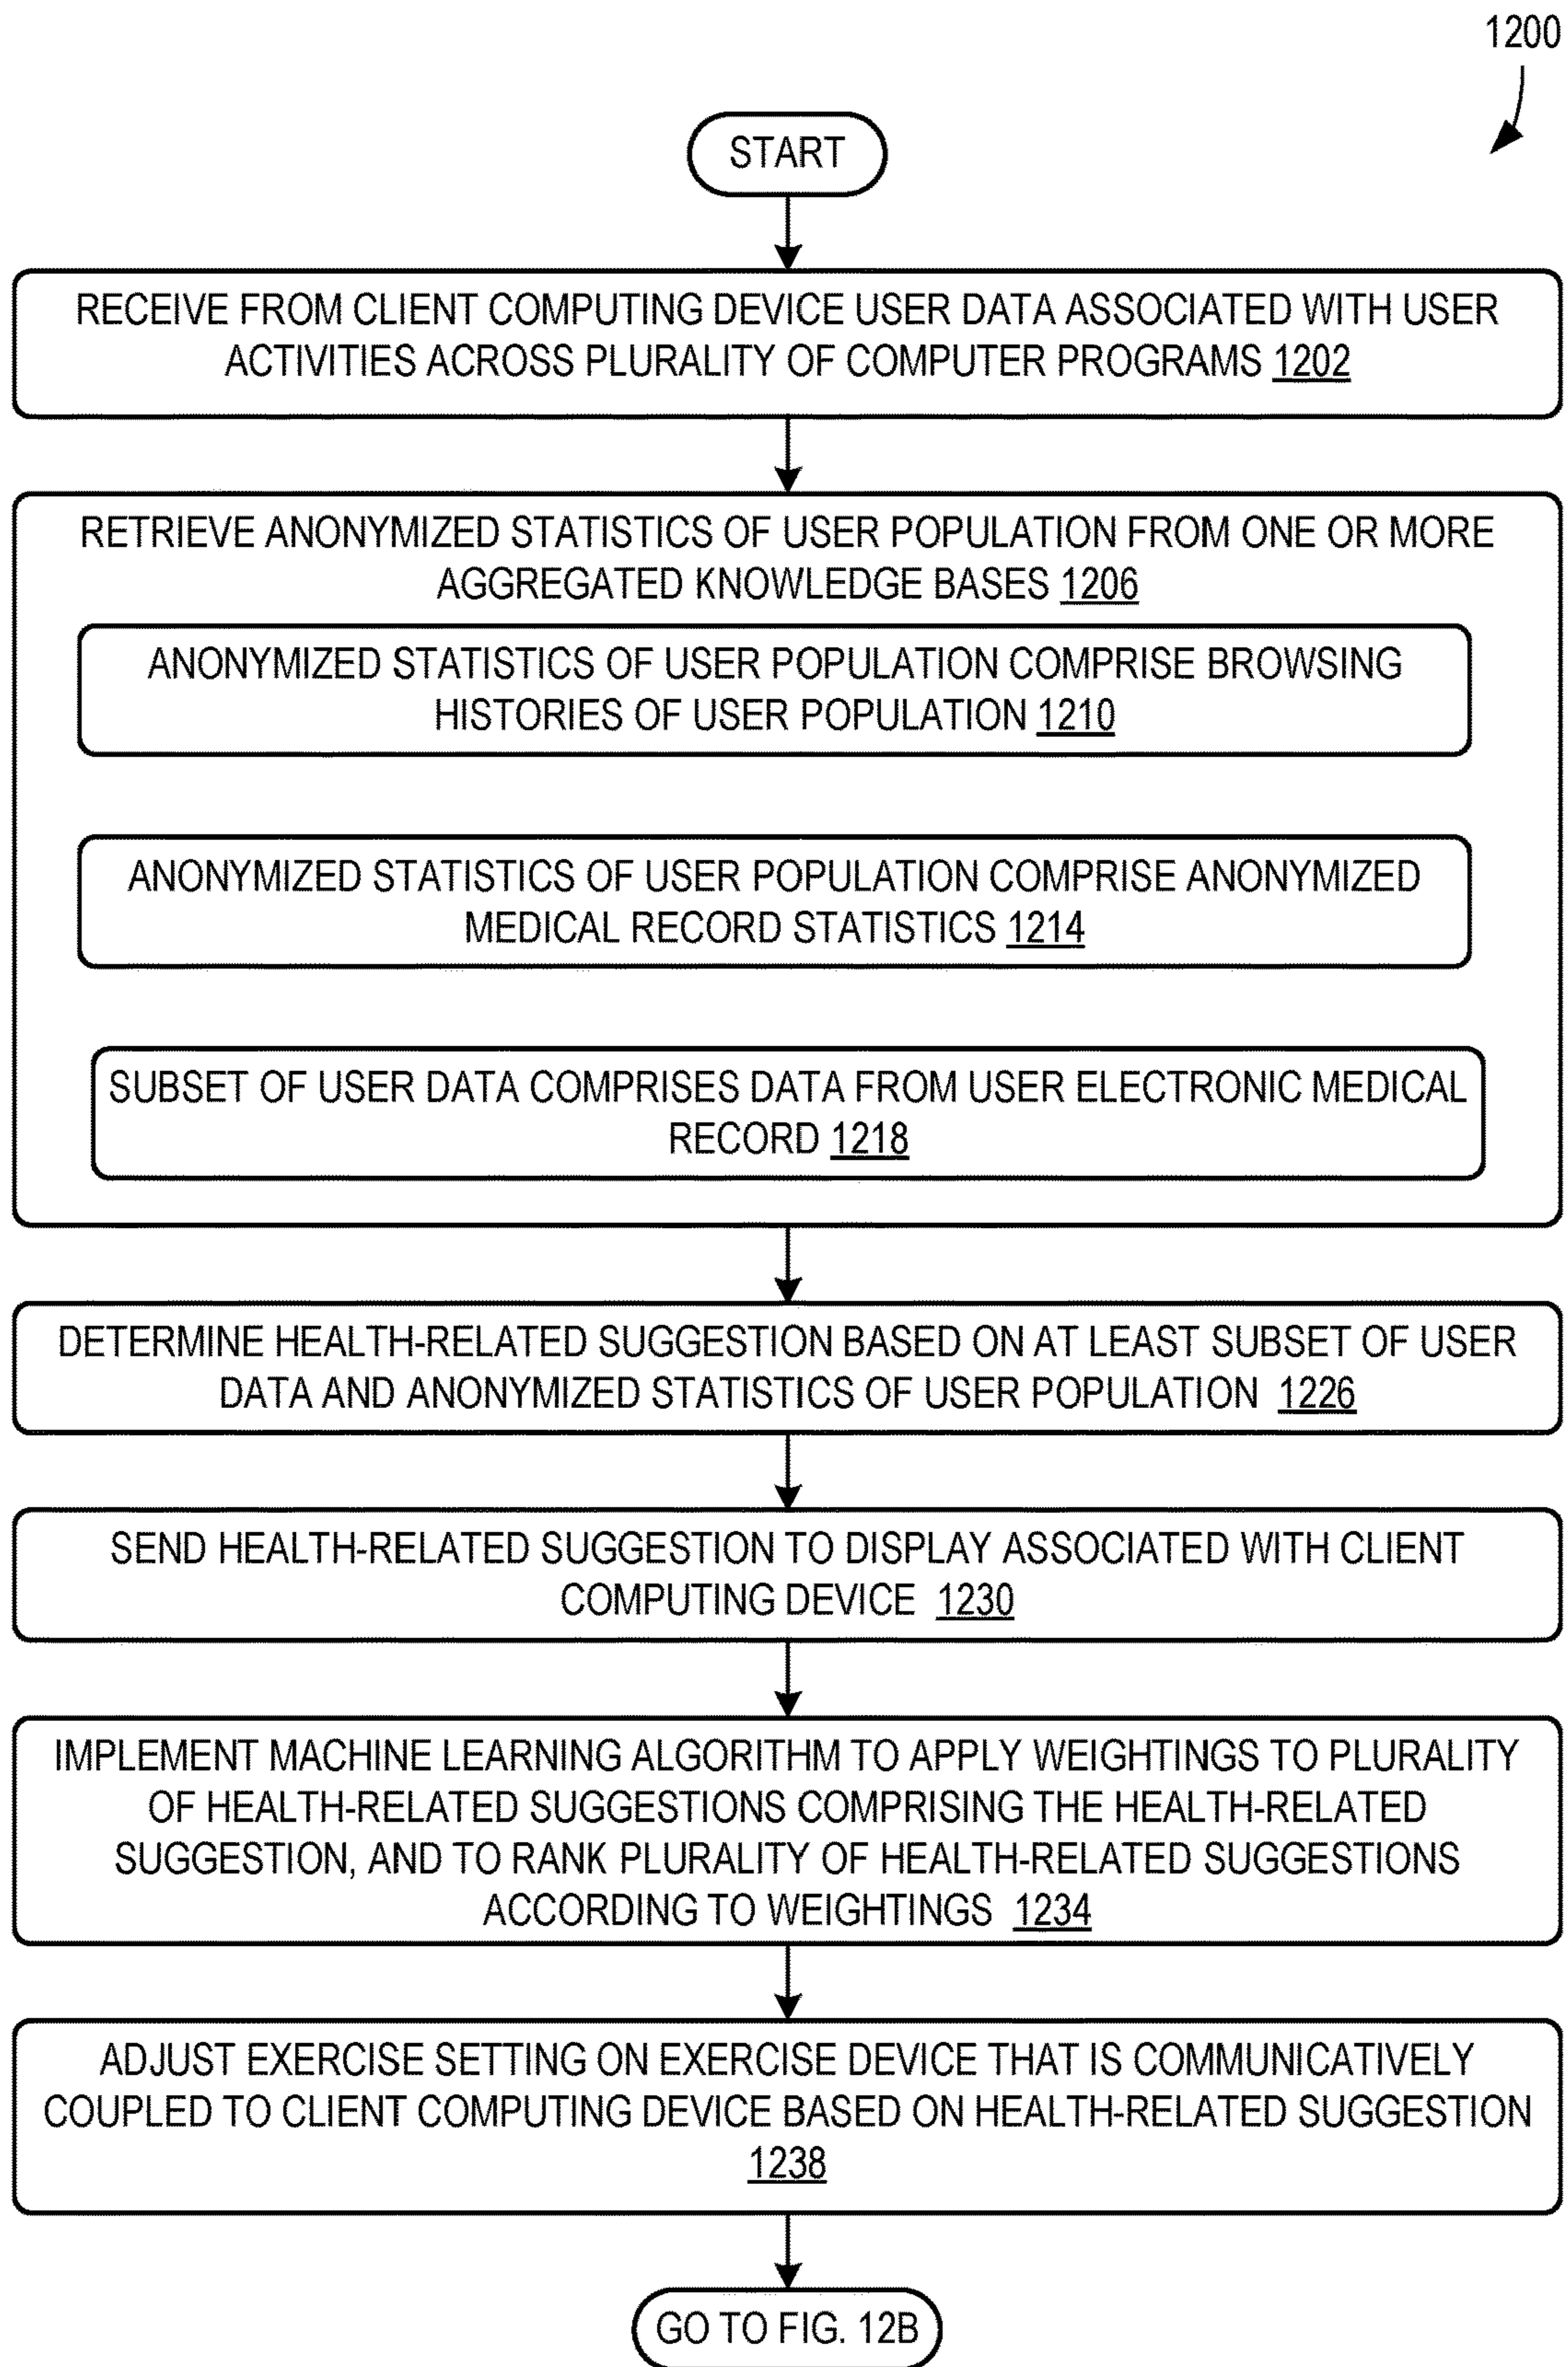 1200
START
RECEIVE FROM CLIENT COMPUTING DEVICE USER DATA ASSOCIATED WITH USER
ACTIVITIES ACROSS PLURALITY OF COMPUTER PROGRAMS 1202
RETRIEVE ANONYMIZED STATISTICS OF USER POPULATION FROM ONE OR MORE
AGGREGATED KNOWLEDGE BASES 1206
ANONYMIZED STATISTICS OF USER POPULATION COMPRISE BROWSING
HISTORIES OF USER POPULATION 1210
ANONYMIZED STATISTICS OF USER POPULATION COMPRISE ANONYMIZED
MEDICAL RECORD STATISTICS 1214
SUBSET OF USER DATA COMPRISES DATA FROM USER ELECTRONIC MEDICAL
RECORD 1218
DETERMINE HEALTH-RELATED SUGGESTION BASED ON AT LEAST SUBSET OF USER
DATA AND ANONYMIZED STATISTICS OF USER POPULATION 1226
SEND HEALTH-RELATED SUGGESTION TO DISPLAY ASSOCIATED WITH CLIENT
COMPUTING DEVICE 1230
IMPLEMENT MACHINE LEARNING ALGORITHM TO APPLY WEIGHTINGS TO PLURALITY
OF HEALTH-RELATED SUGGESTIONS COMPRISING THE HEALTH-RELATED
SUGGESTION, AND TO RANK PLURALITY OF HEALTH-RELATED SUGGESTIONS
ACCORDING TO WEIGHTINGS 1234
ADJUST EXERCISE SETTING ON EXERCISE DEVICE THAT IS COMMUNICATIVELY
COUPLED TO CLIENT COMPUTING DEVICE BASED ON HEALTH-RELATED SUGGESTION
1238
GO TO FIG. 12B